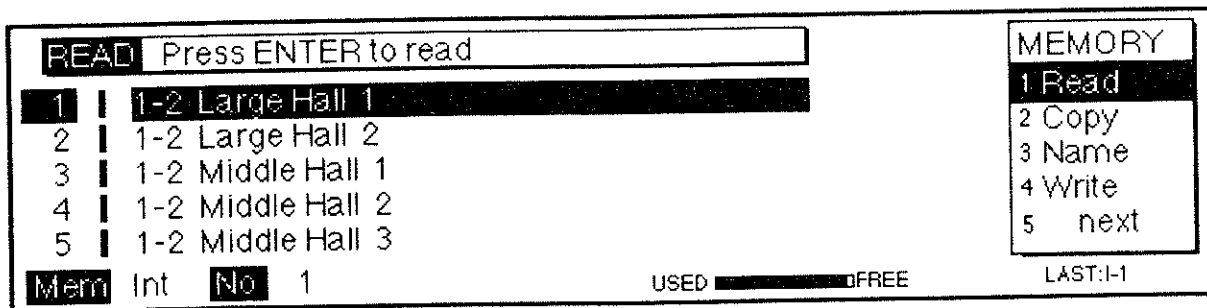 READ Press ENTER to read
1 1-2 Large Hall 1
2 1-2 Large Hall 2
3 1-2 Middle Hall 1
4 1-2 Middle Hall 2
5 1-2 Middle Hall 3
Mem Int No 1
USED FREE
MEMORY
1 Read
2 Copy
3 Name
4 Write
5 next
LAST:I-1